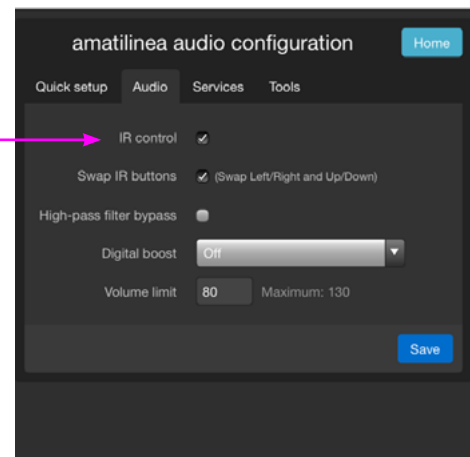 amatilinea audio configuration Home
Quick setup Audio Services Tools
IR control
Swap IR buttons (Swap Left/Right and Up/Down)
High-pass filter bypass
Digital boost Off
Volume limit 80 Maximum: 130
Save